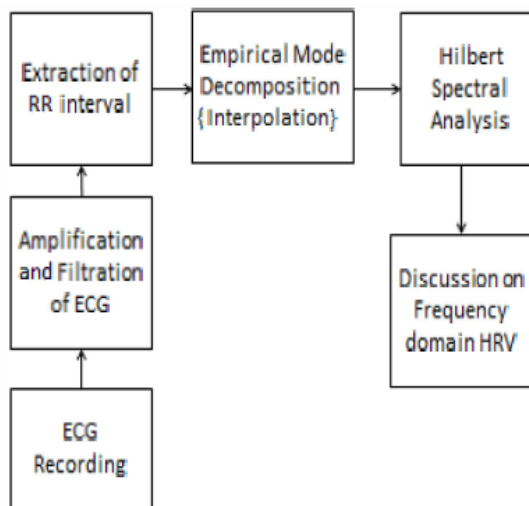 Extraction of
RR interval
Empirical Mode
Decomposition
{Interpolation}
Hilbert
Spectral
Analysis
Amplification
and Filtration
of ECG
Discussion on
Frequency
domain HRV
ECG
Recording